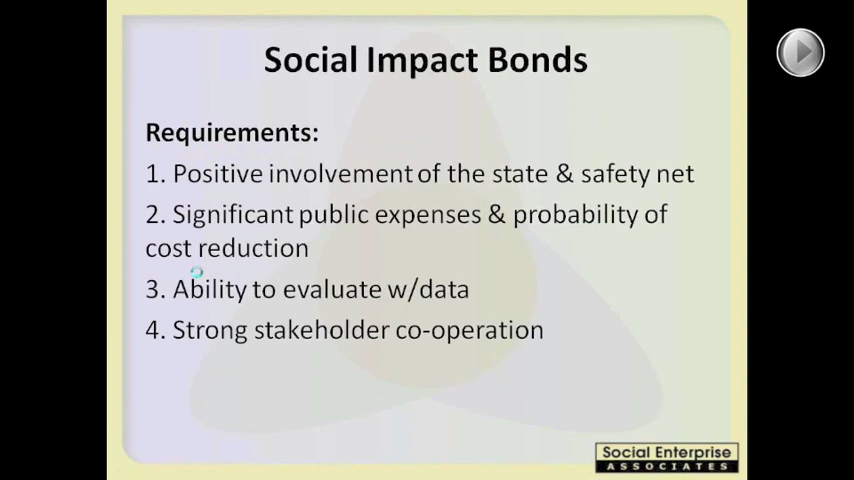 Social Impact Bonds
Requirements:
1. Positive involvement of the state & safety net
2. Significant public expenses & probability of
cost reduction
3. Ability to evaluate w/data
4. Strong stakeholder co-operation
Social Enterprise
ASSOCIATES